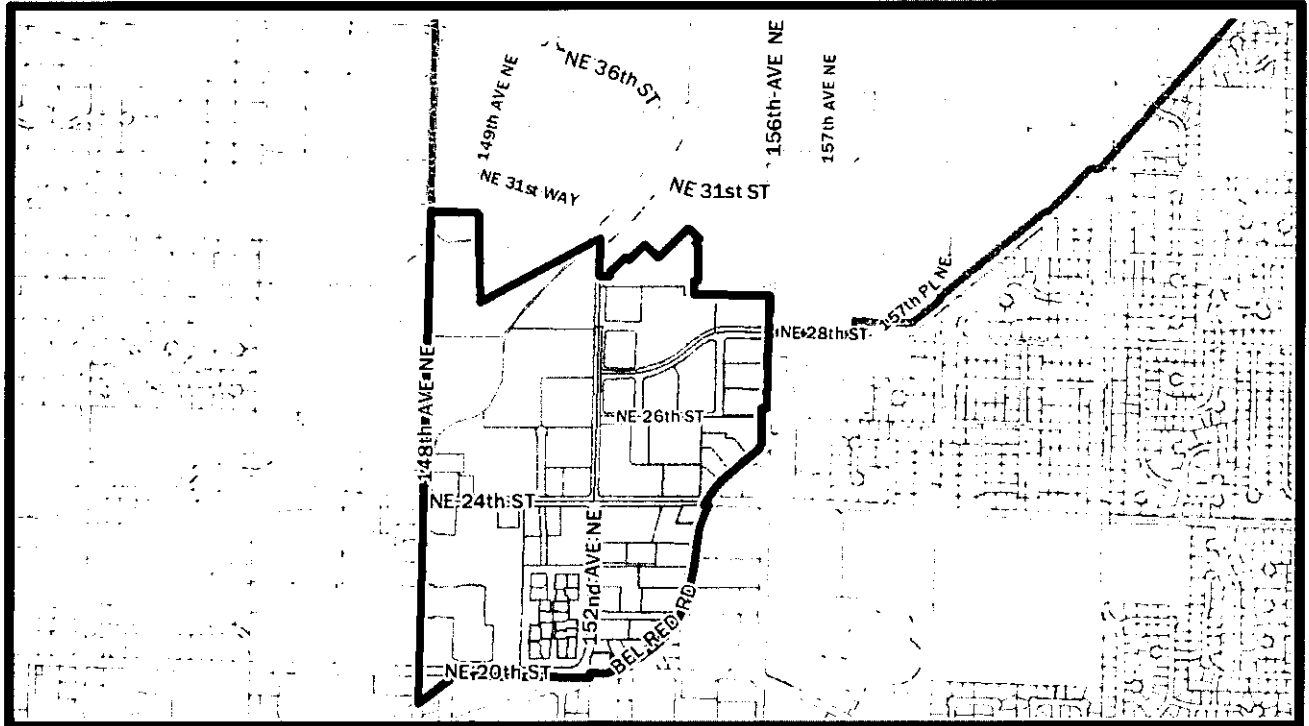 NE 36th ST
149th AVE NE
156th AVE NE
157th AVE NE
NE 31st WAY
NE 31st ST
157th PL NE
NE 28th ST
148th AVE NE
NE 26th ST
NE 24th ST
152nd AVE NE
BEL RED RD
NE 20th ST